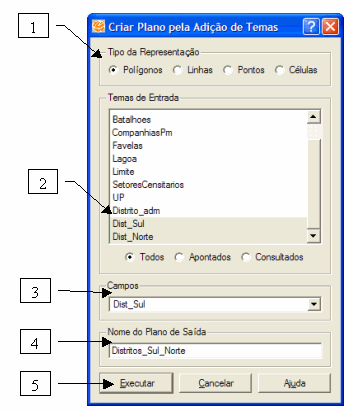 1
Criar Plano pela Adição de Temas
Tipo da Representação
Polígonos Linhas Pontos Células
Temas de Entrada
Batalhoes
CompanhiasPm
Favelas
Lagoa
Limite
SetoresCensitarios
UP
2
Distrito_adm
Dist_Sul
Dist_Norte
Todos Apontados Consultados
3
Campos
Dist_Sul
4
Nome do Plano de Saída
Distritos_Sul_Norte
5
Executar Cancelar Ajuda